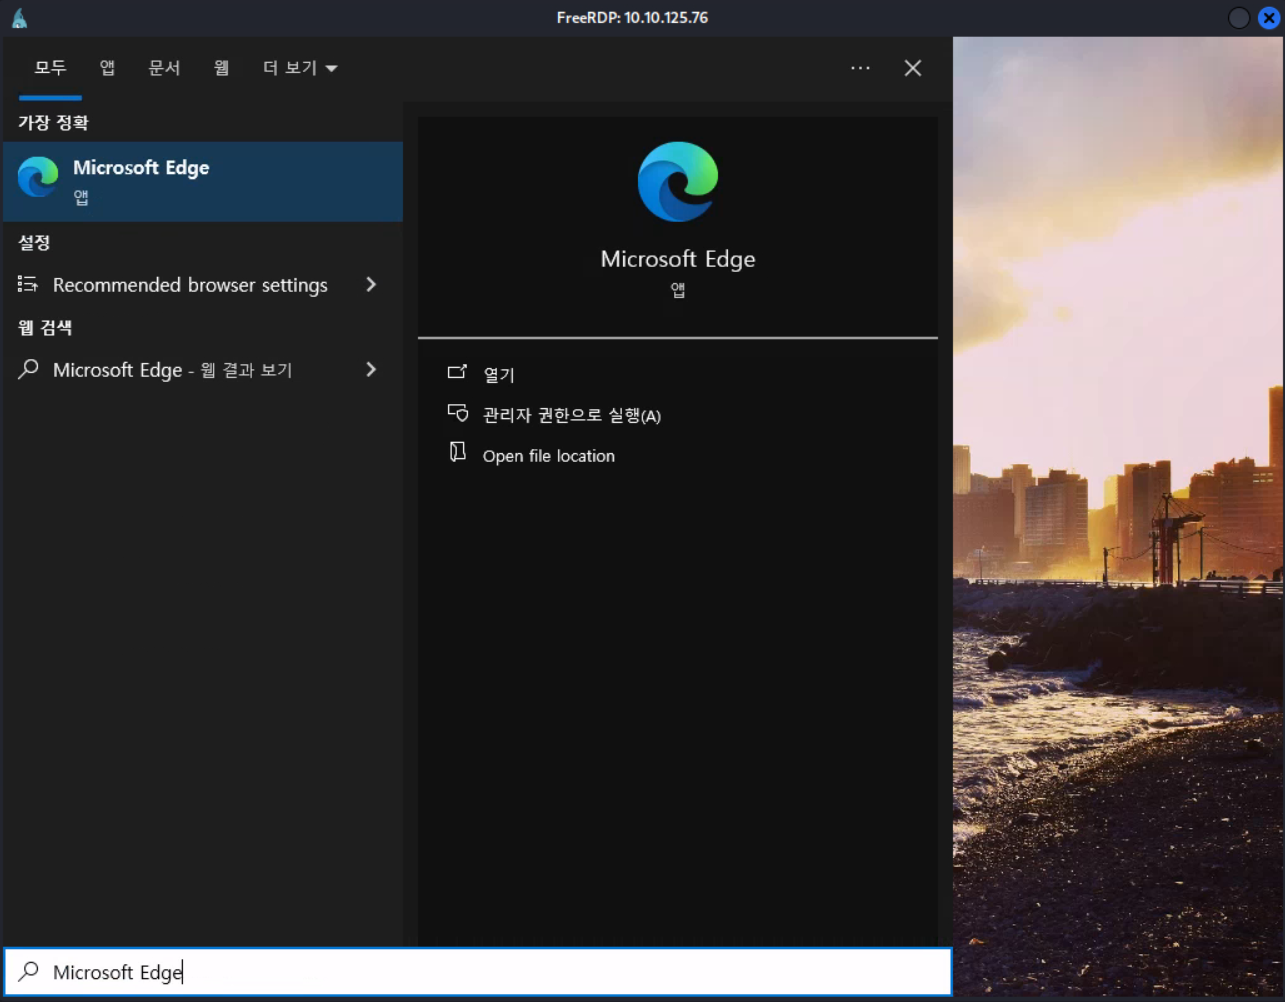 FreeRDP: 10.10.125.76
모두 앱 문서 웹 더 보기
가장 정확
Microsoft Edge
앱
설정
Recommended browser settings
웹 검색
Microsoft Edge - 웹 결과 보기
Microsoft Edge
앱
열기
관리자 권한으로 실행(A)
Open file location
Microsoft Edge